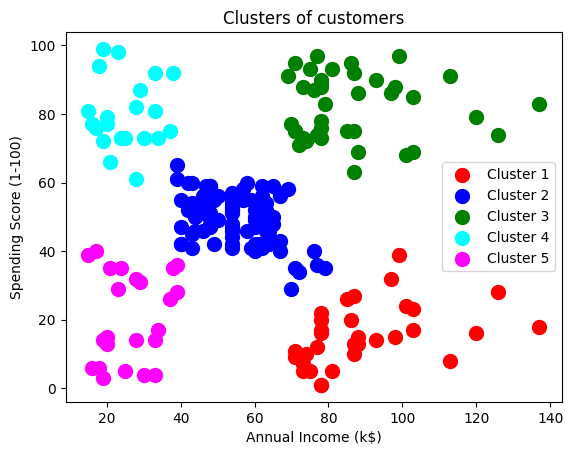 Clusters of customers
Spending Score (1-100)
100
80
60
40
20
0
Cluster 1
Cluster 2
Cluster 3
Cluster 4
Cluster 5
20 40 60 80 100 120 140
Annual Income (k$)